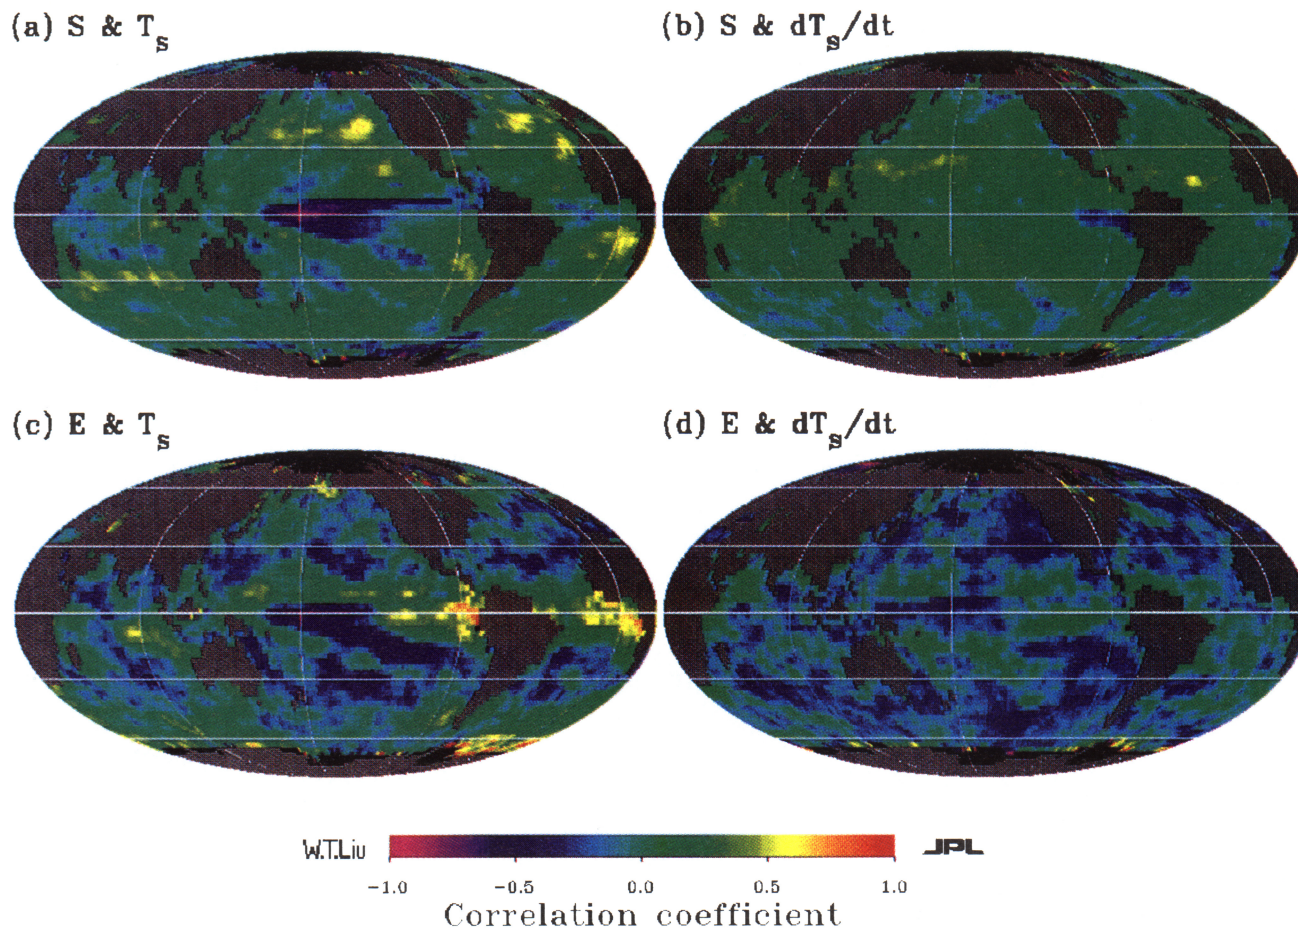 (a) S & Ts
(b) S & dTs/dt
(c) E & Ts
(d) E & dTs/dt
W.T.Liu
JPL
-1.0 -0.5 0.0 0.5 1.0
Correlation coefficient